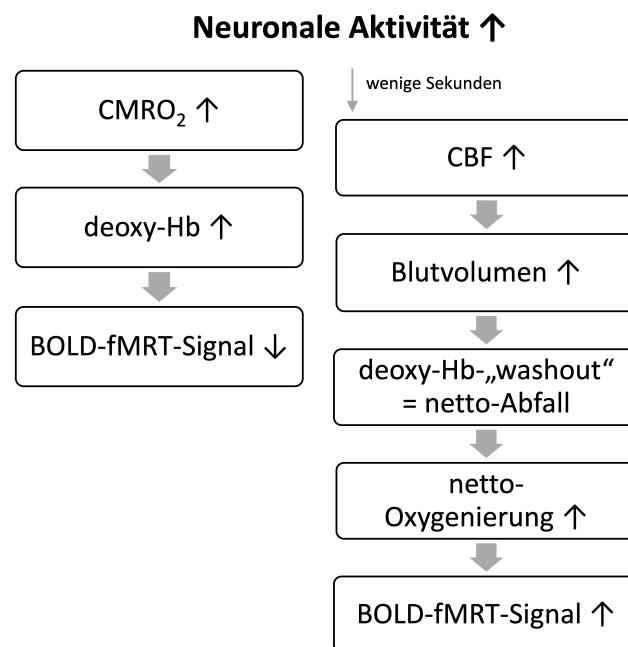 Neuronale Aktivität ↑
CMRO₂ ↑
deoxy-Hb ↑
BOLD-fMRT-Signal ↓
wenige Sekunden
CBF ↑
Blutvolumen ↑
deoxy-Hb-„washout“
= netto-Abfall
netto-
Oxygenierung ↑
BOLD-fMRT-Signal ↑